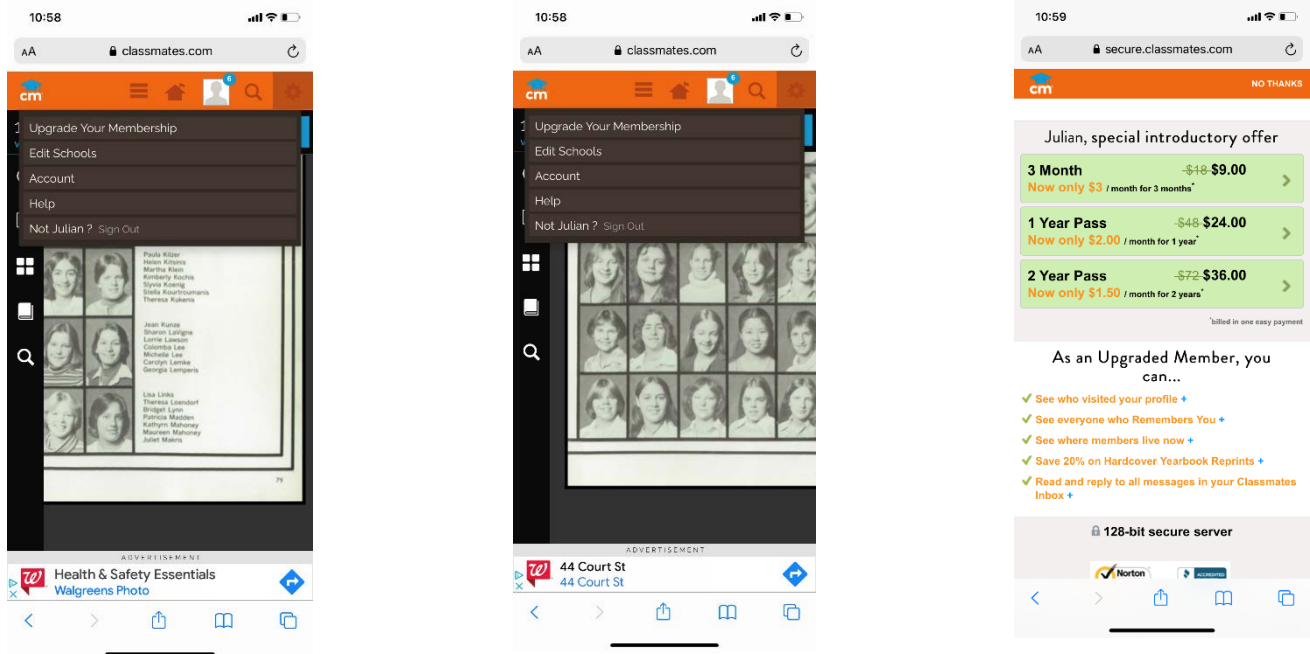 10:58
AA classmates.com
cm
6
Upgrade Your Membership
Edit Schools
Account
Help
Not Julian ? Sign Out
Paula Kilzer
Helen Kitsinis
Martha Klein
Kimberly Kochis
Slyvia Koenig
Stella Kourtroumanis
Theresa Kukenis
Jean Kunze
Sharon LaVigne
Lorrie Lawson
Colomba Lee
Michelle Lee
Carolyn Lemke
Georgia Lemperis
Lisa Links
Theresa Loendorf
Bridget Lynn
Patricia Madden
Kathyrn Mahoney
Maureen Mahoney
Juliet Makris
79
ADVERTISEMENT
Health & Safety Essentials
Walgreens Photo
10:58
AA classmates.com
cm
6
Upgrade Your Membership
Edit Schools
Account
Help
Not Julian ? Sign Out
ADVERTISEMENT
44 Court St
44 Court St
10:59
AA secure.classmates.com
cm NO THANKS
Julian, special introductory offer
3 Month $18 $9.00
Now only $3 / month for 3 months*
1 Year Pass $48 $24.00
Now only $2.00 / month for 1 year*
2 Year Pass $72 $36.00
Now only $1.50 / month for 2 years*
*billed in one easy payment
As an Upgraded Member, you
can...
See who visited your profile +
See everyone who Remembers You +
See where members live now +
Save 20% on Hardcover Yearbook Reprints +
Read and reply to all messages in your Classmates
Inbox +
128-bit secure server
Norton ACCREDITED